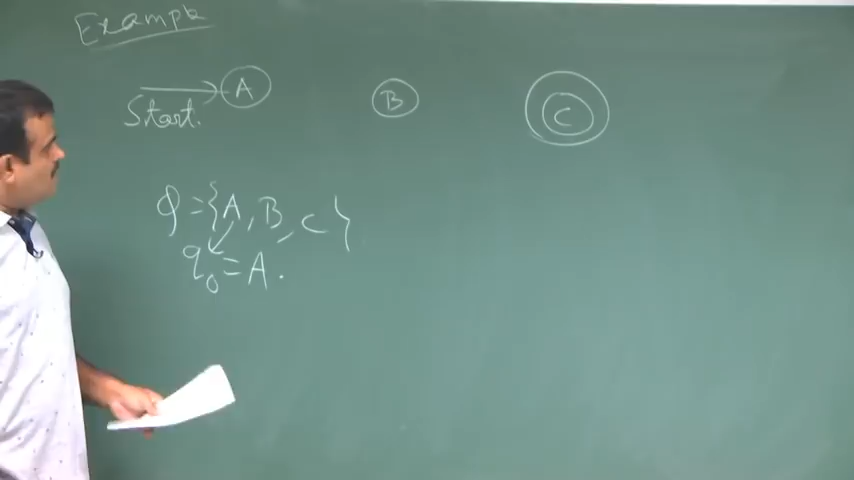 Example
A B C
Start.
Q = {A, B, C}
q0 = A.